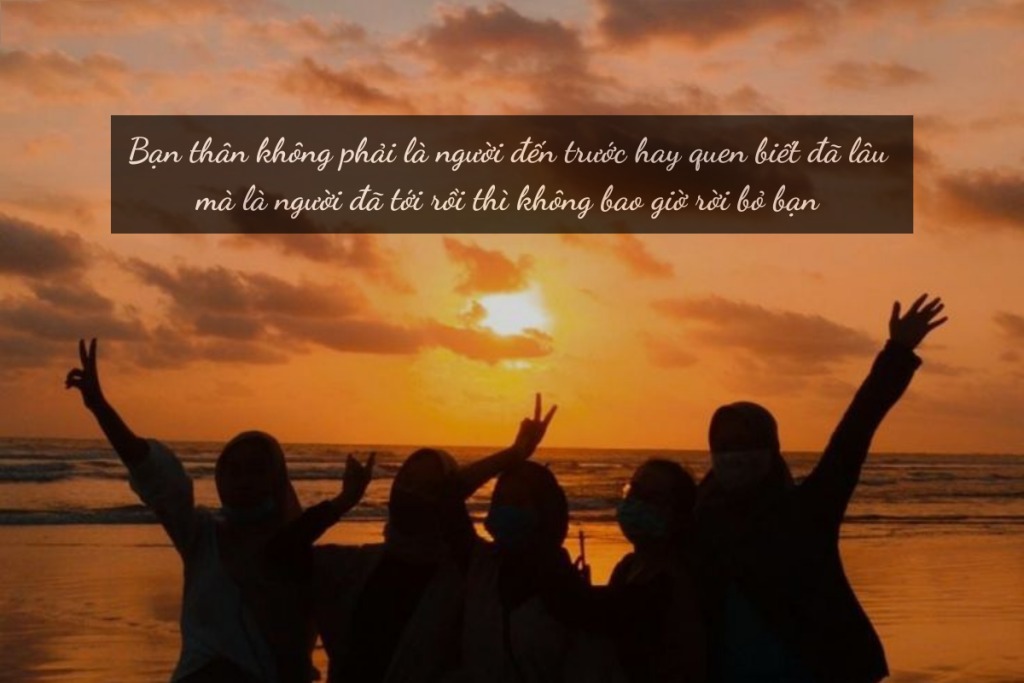 Bạn thân không phải là người đến trước hay quen biết đã lâu
mà là người đã tới rồi thì không bao giờ rời bỏ bạn